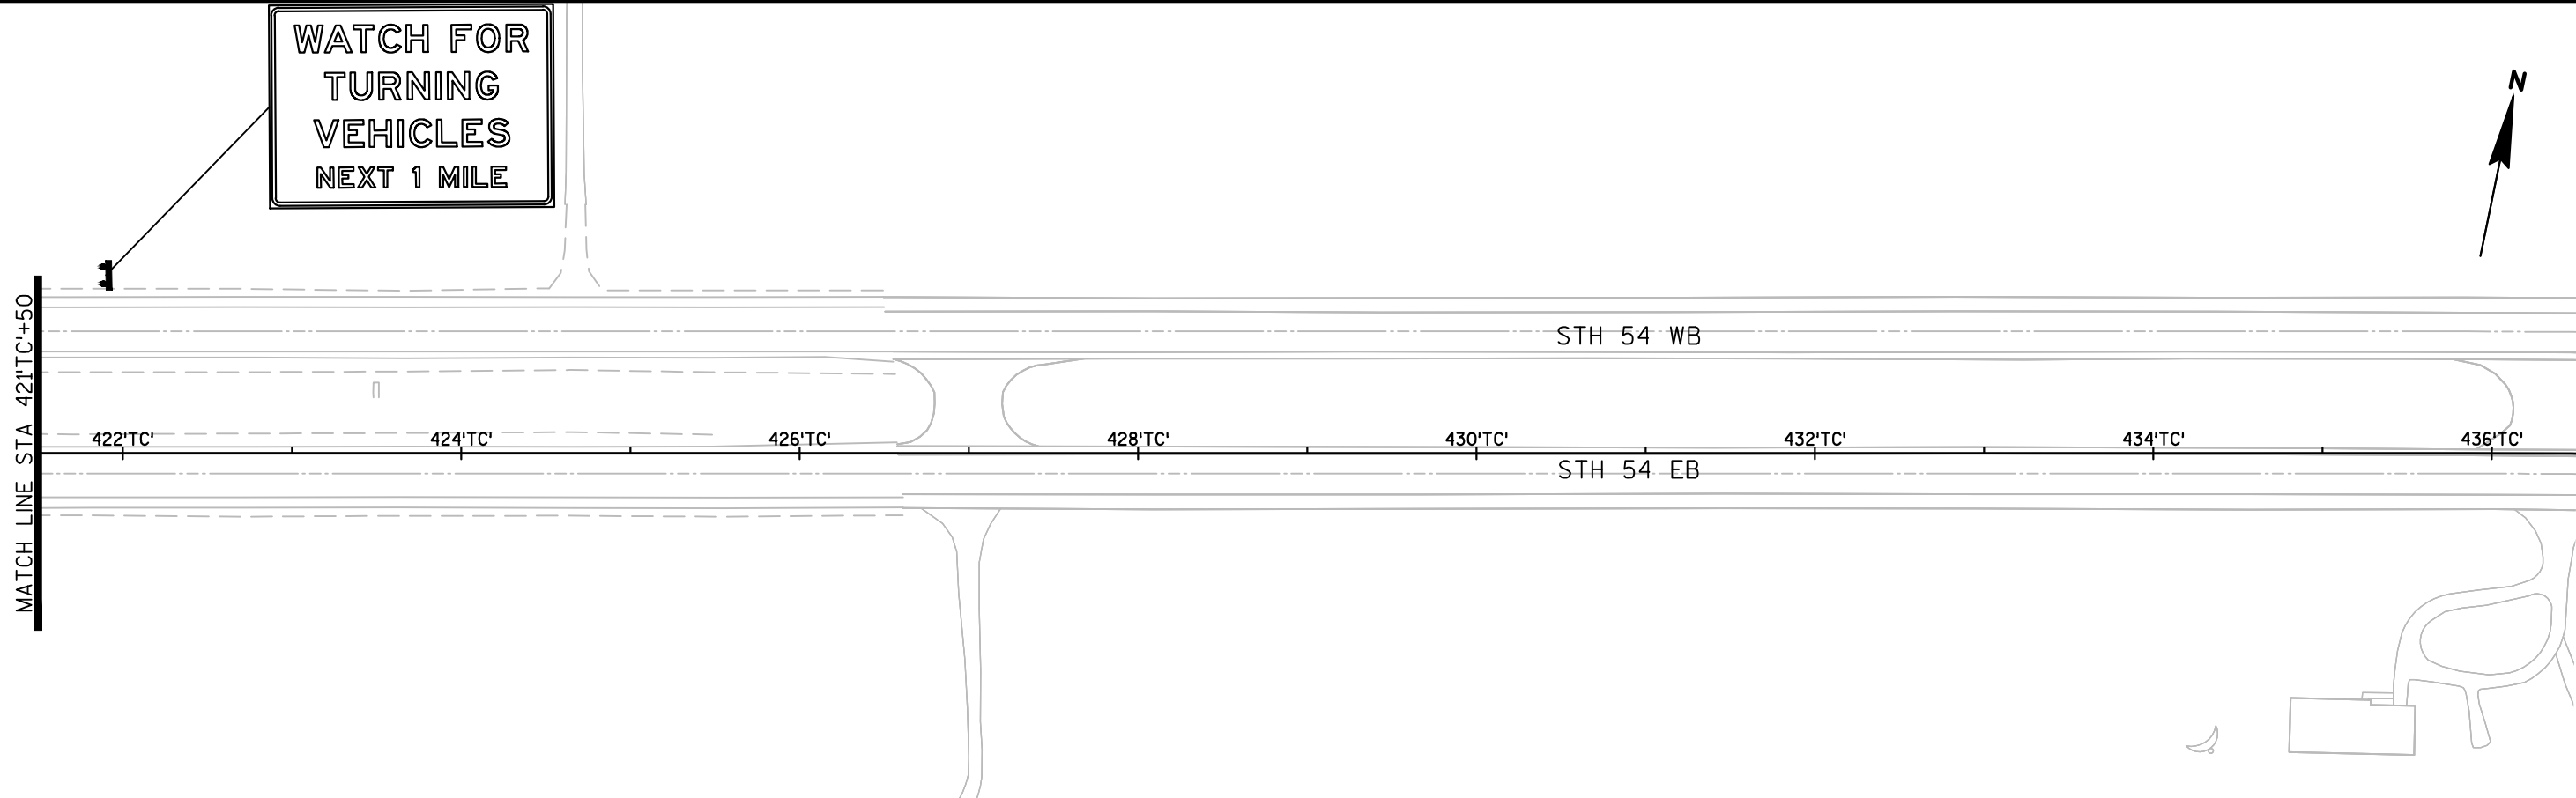 WATCH FOR
TURNING
VEHICLES
NEXT 1 MILE
N
MATCH LINE STA 421'TC'+50
STH 54 WB
422'TC'
424'TC'
426'TC'
428'TC'
430'TC'
432'TC'
434'TC'
436'TC'
STH 54 EB